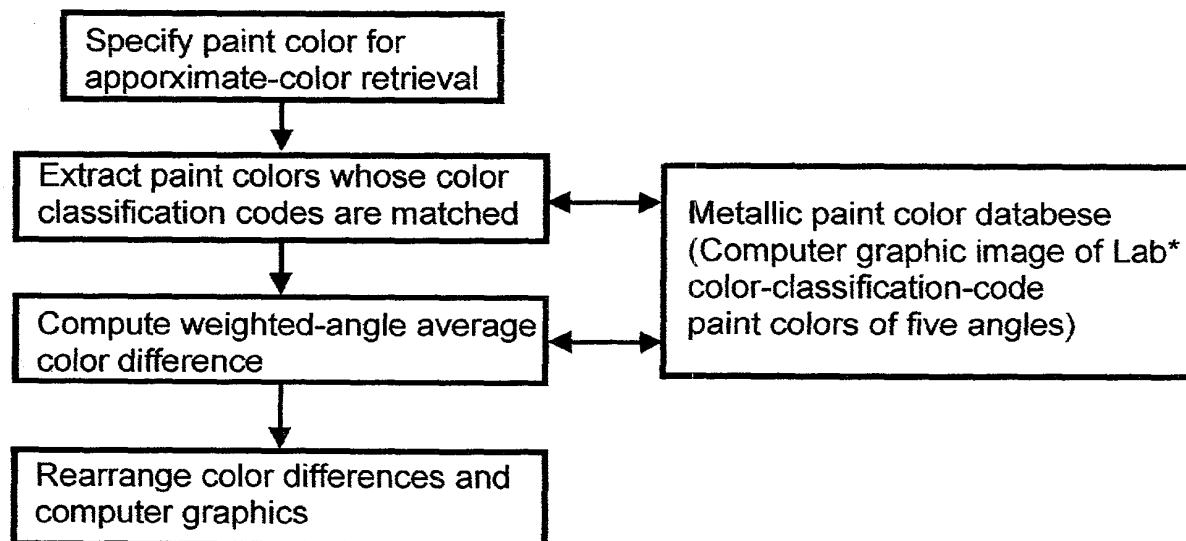 Specify paint color for
apporximate-color retrieval
Extract paint colors whose color
classification codes are matched
Metallic paint color databese
(Computer graphic image of Lab*
color-classification-code
paint colors of five angles)
Compute weighted-angle average
color difference
Rearrange color differences and
computer graphics